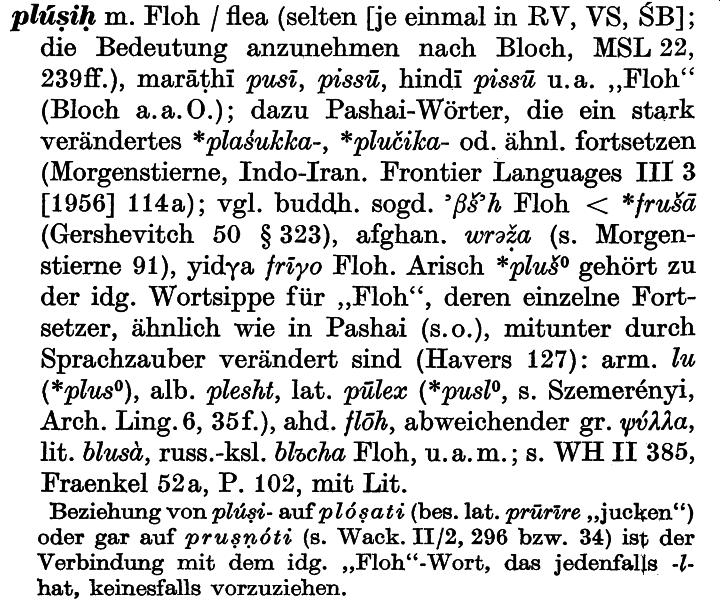 plúṣiḥ m. Floh / flea (selten [je einmal in RV, VS, ŚB];
die Bedeutung anzunehmen nach Bloch, MSL 22,
239ff.), marāṭhī pusī, pissū, hindī pissū u.a. „Floh“
(Bloch a.a.O.); dazu Pashai-Wörter, die ein stark
verändertes *plaśukka-, *plučika- od. ähnl. fortsetzen
(Morgenstierne, Indo-Iran. Frontier Languages III 3
[1956] 114a); vgl. buddh. sogd. ’βš’h Floh < *frušā
(Gershevitch 50 § 323), afghan. wrəẓ̌a (s. Morgen-
stierne 91), yidγa frīyo Floh. Arisch *pluš⁰ gehört zu
der idg. Wortsippe für „Floh“, deren einzelne Fort-
setzer, ähnlich wie in Pashai (s.o.), mitunter durch
Sprachzauber verändert sind (Havers 127): arm. lu
(*plus⁰), alb. plesht, lat. pūlex (*pusl⁰, s. Szemerényi,
Arch. Ling. 6, 35f.), ahd. flōh, abweichender gr. ψύλλα,
lit. blusà, russ.-ksl. blъcha Floh, u.a.m.; s. WH II 385,
Fraenkel 52a, P. 102, mit Lit.
Beziehung von plúṣi- auf plóṣati (bes. lat. prūrīre „jucken“)
oder gar auf pruṣṇóti (s. Wack. II/2, 296 bzw. 34) ist der
Verbindung mit dem idg. „Floh“-Wort, das jedenfalls -l-
hat, keinesfalls vorzuziehen.